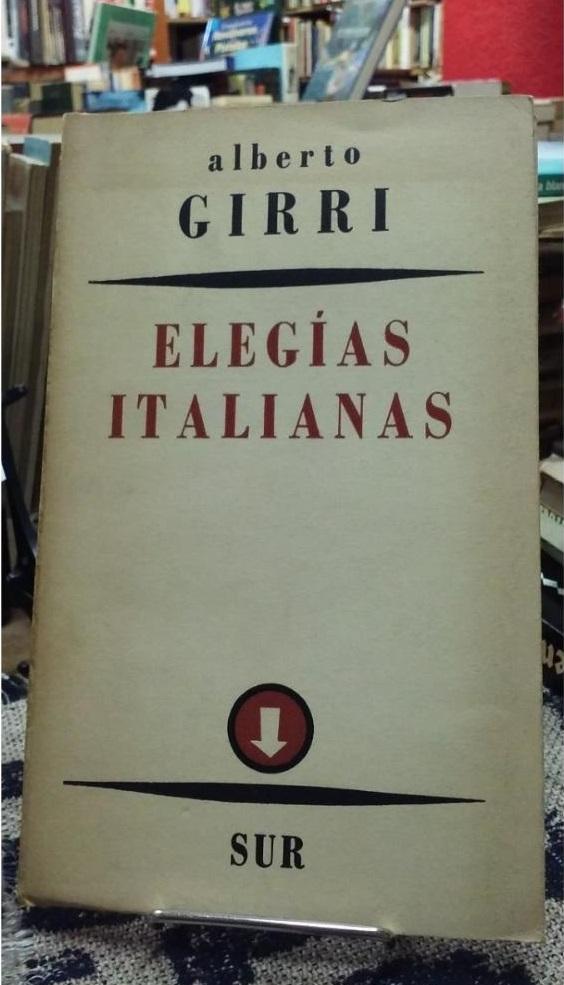 alberto
GIRRI
ELEGÍAS
ITALIANAS
SUR